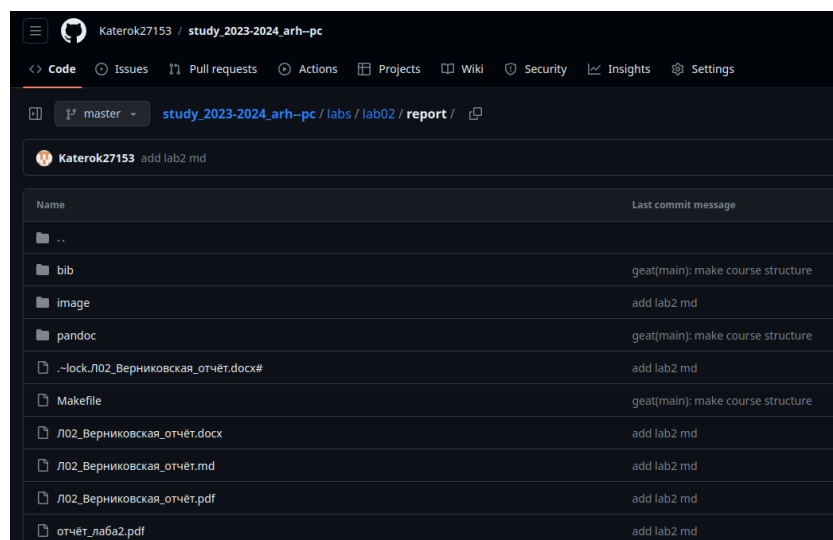 Katerok27153 / study_2023-2024_arh--pc
Code Issues Pull requests Actions Projects Wiki Security Insights Settings
master study_2023-2024_arh--pc / labs / lab02 / report /
Katerok27153 add lab2 md
Name Last commit message
..
bib geat(main): make course structure
image add lab2 md
pandoc geat(main): make course structure
.~lock.Л02_Верниковская_отчёт.docx# add lab2 md
Makefile geat(main): make course structure
Л02_Верниковская_отчёт.docx add lab2 md
Л02_Верниковская_отчёт.md add lab2 md
Л02_Верниковская_отчёт.pdf add lab2 md
отчёт_лаба2.pdf add lab2 md